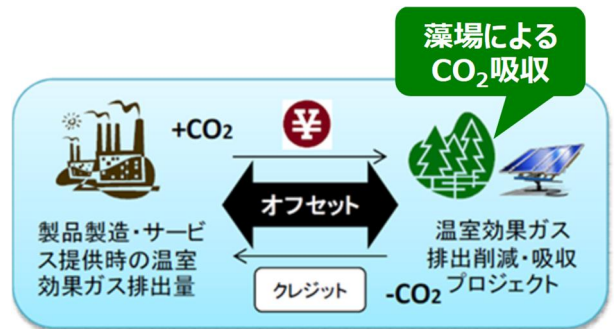 藻場による
CO₂吸収
+CO₂
¥
オフセット
製品製造・サービ
ス提供時の温室
効果ガス排出量
温室効果ガス
排出削減・吸収
プロジェクト
クレジット
-CO₂